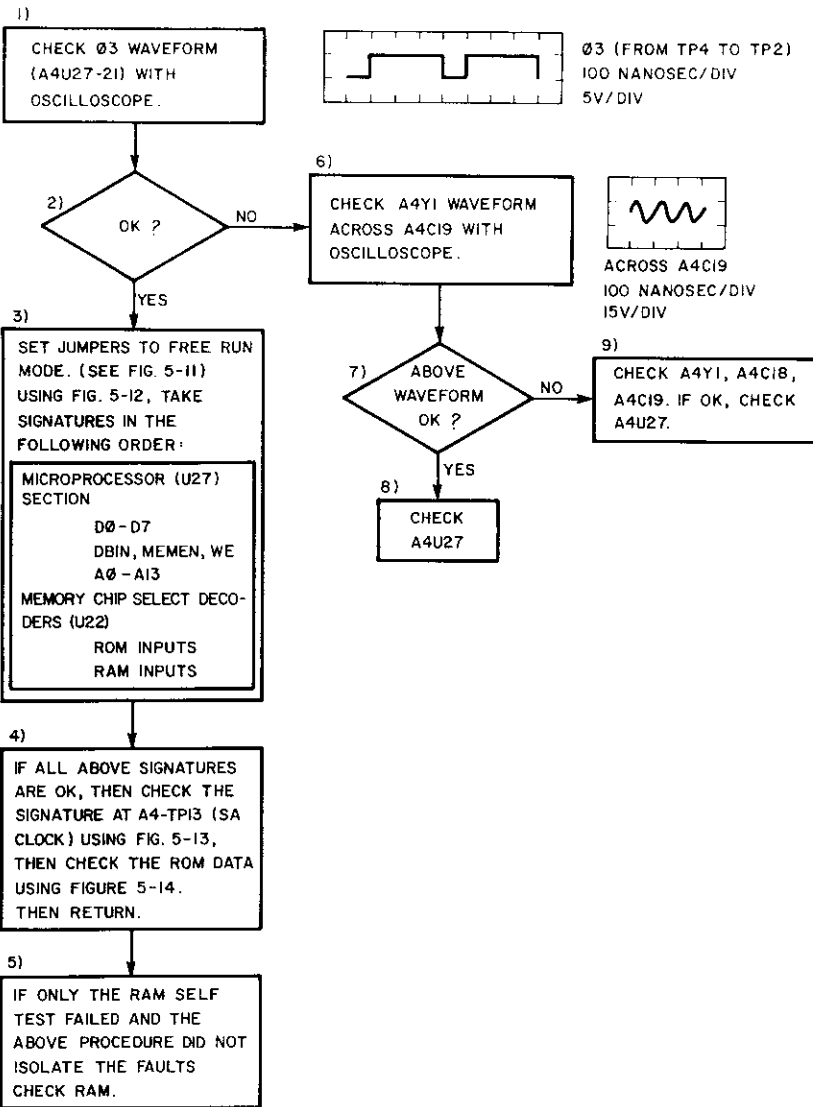 1)
CHECK Ø3 WAVEFORM
(A4U27-21) WITH
OSCILLOSCOPE.
Ø3 (FROM TP4 TO TP2)
100 NANOSEC/DIV
5V/DIV
2)
OK ?
NO
YES
6)
CHECK A4Y1 WAVEFORM
ACROSS A4C19 WITH
OSCILLOSCOPE.
ACROSS A4C19
100 NANOSEC/DIV
15V/DIV
3)
SET JUMPERS TO FREE RUN
MODE. (SEE FIG. 5-11)
USING FIG. 5-12, TAKE
SIGNATURES IN THE
FOLLOWING ORDER:
MICROPROCESSOR (U27)
SECTION
DØ-D7
DBIN, MEMEN, WE
AØ-A13
MEMORY CHIP SELECT DECO-
DERS (U22)
ROM INPUTS
RAM INPUTS
7)
ABOVE
WAVEFORM
OK ?
NO
YES
9)
CHECK A4Y1, A4C18,
A4C19. IF OK, CHECK
A4U27.
8)
CHECK
A4U27
4)
IF ALL ABOVE SIGNATURES
ARE OK, THEN CHECK THE
SIGNATURE AT A4-TP13 (SA
CLOCK) USING FIG. 5-13,
THEN CHECK THE ROM DATA
USING FIGURE 5-14.
THEN RETURN.
5)
IF ONLY THE RAM SELF
TEST FAILED AND THE
ABOVE PROCEDURE DID NOT
ISOLATE THE FAULTS
CHECK RAM.